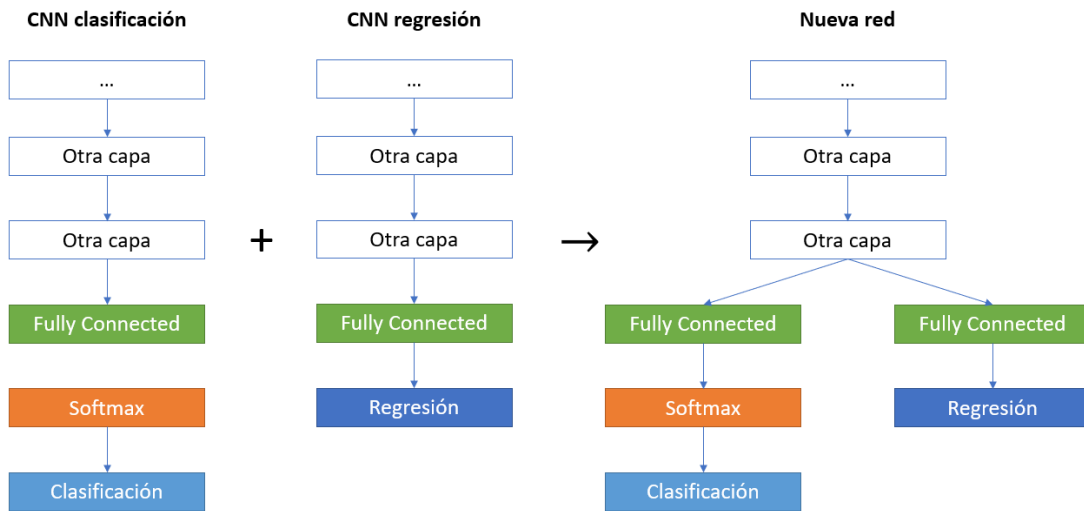 CNN clasificación
CNN regresión
Nueva red
...
...
...
Otra capa
Otra capa
Otra capa
Otra capa
+
Otra capa
→
Otra capa
Fully Connected
Fully Connected
Fully Connected
Fully Connected
Softmax
Regresión
Softmax
Regresión
Clasificación
Clasificación